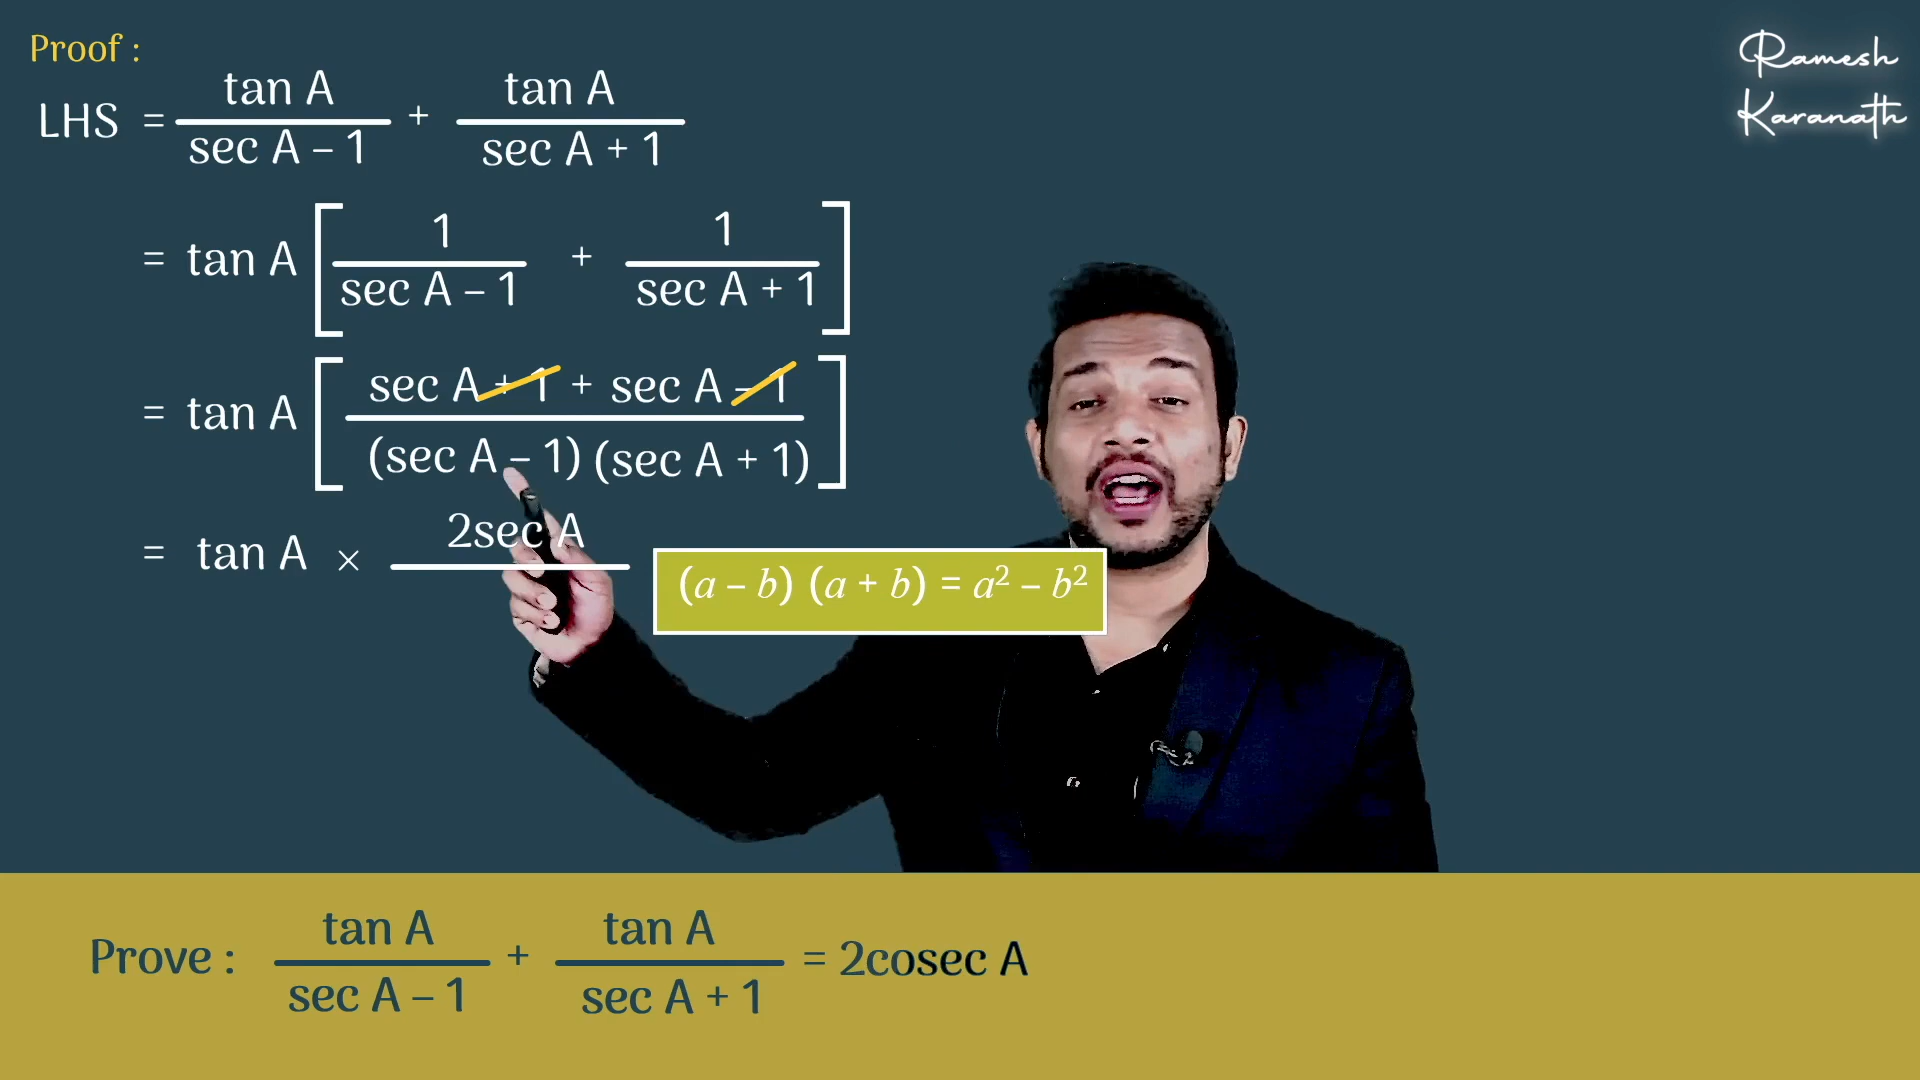 Proof :
LHS = tan A / sec A – 1 + tan A / sec A + 1
= tan A [ 1 / sec A – 1 + 1 / sec A + 1 ]
= tan A [ sec A + 1 + sec A – 1 / (sec A – 1) (sec A + 1) ]
= tan A × 2sec A
(a – b) (a + b) = a² – b²
Ramesh
Karanath
Prove : tan A / sec A – 1 + tan A / sec A + 1 = 2cosec A